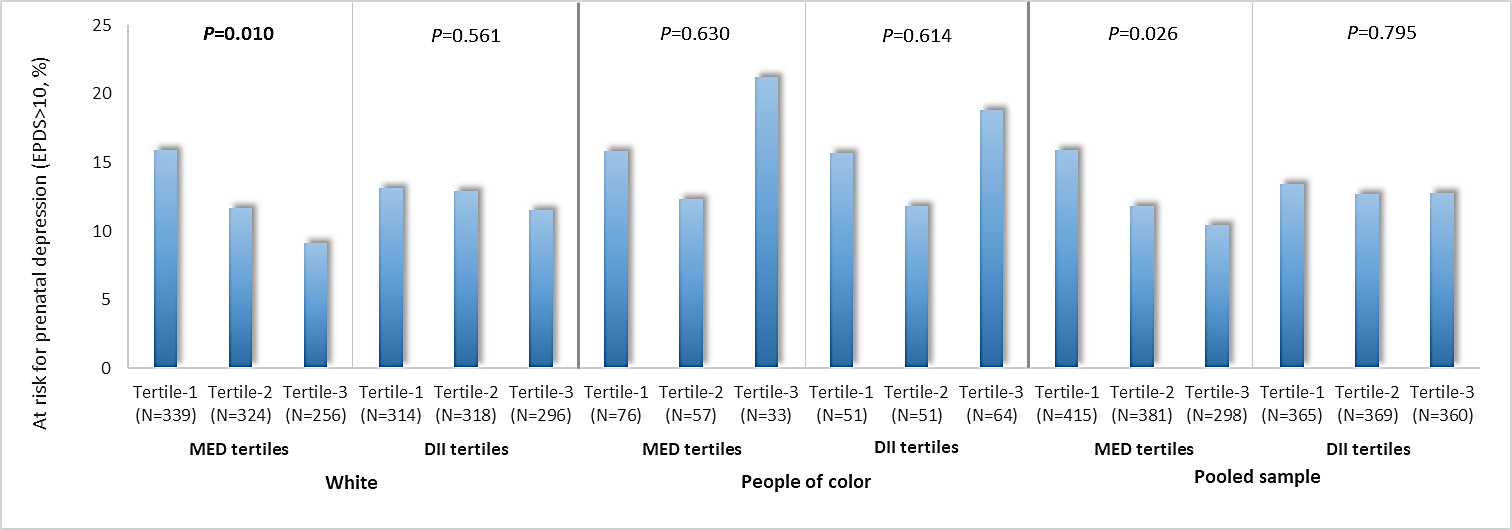 At risk for prenatal depression (EPDS>10, %)
25
20
15
10
5
0
P=0.010
P=0.561
P=0.630
P=0.614
P=0.026
P=0.795
Tertile-1 Tertile-2 Tertile-3 Tertile-1 Tertile-2 Tertile-3 Tertile-1 Tertile-2 Tertile-3 Tertile-1 Tertile-2 Tertile-3 Tertile-1 Tertile-2 Tertile-3 Tertile-1 Tertile-2 Tertile-3
(N=339) (N=324) (N=256) (N=314) (N=318) (N=296) (N=76) (N=57) (N=33) (N=51) (N=51) (N=64) (N=415) (N=381) (N=298) (N=365) (N=369) (N=360)
MED tertiles DII tertiles MED tertiles DII tertiles MED tertiles DII tertiles
White People of color Pooled sample